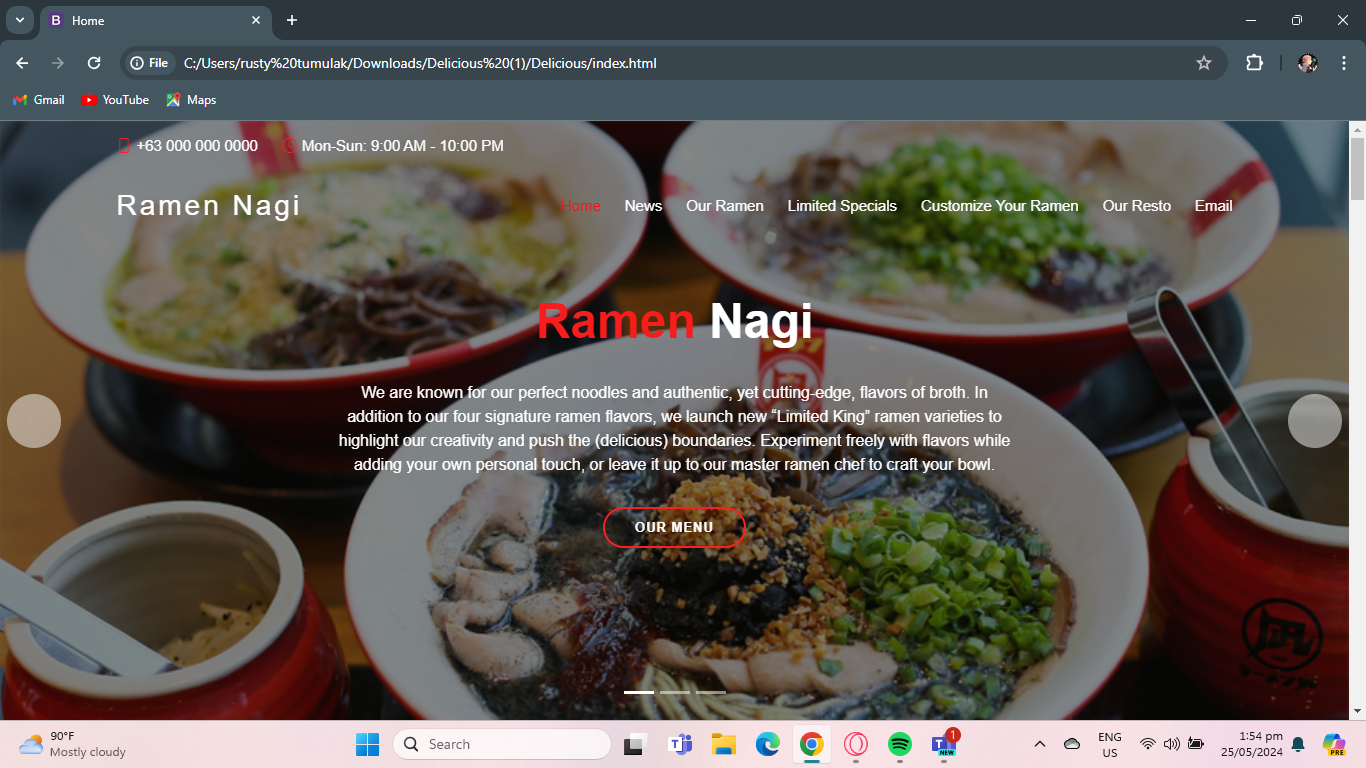 Home
File
C:/Users/rusty%20tumulak/Downloads/Delicious%20(1)/Delicious/index.html
Gmail
YouTube
Maps
+63 000 000 0000
Mon-Sun: 9:00 AM - 10:00 PM
Ramen Nagi
Home
News
Our Ramen
Limited Specials
Customize Your Ramen
Our Resto
Email
Ramen Nagi
We are known for our perfect noodles and authentic, yet cutting-edge, flavors of broth. In
addition to our four signature ramen flavors, we launch new “Limited King” ramen varieties to
highlight our creativity and push the (delicious) boundaries. Experiment freely with flavors while
adding your own personal touch, or leave it up to our master ramen chef to craft your bowl.
OUR MENU
90°F
Mostly cloudy
Search
NEW
1
ENG
US
1:54 pm
25/05/2024
PRE